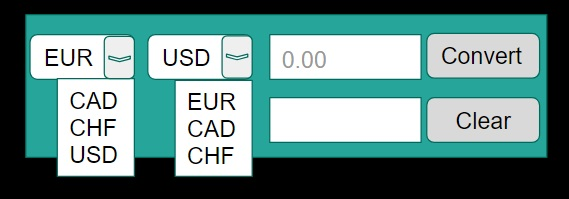 EUR USD 0.00 Convert
CAD EUR
CHF CAD Clear
USD CHF